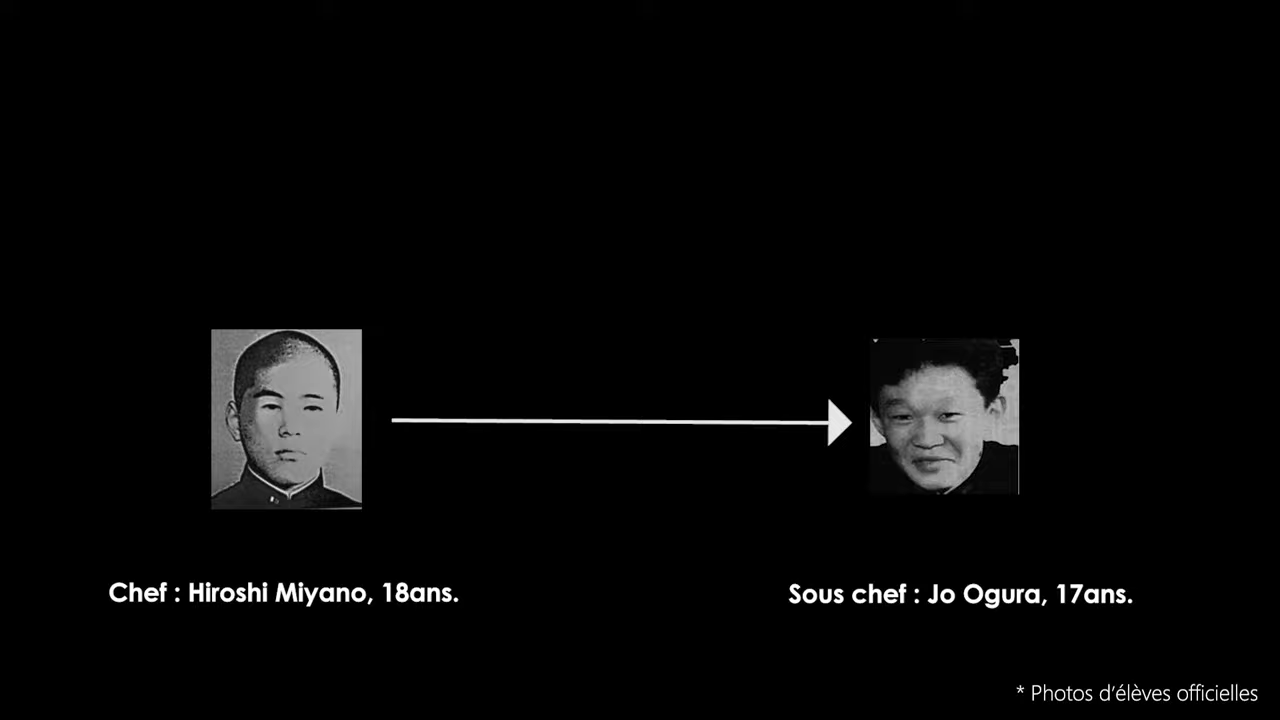 Chef : Hiroshi Miyano, 18ans.
Sous chef : Jo Ogura, 17ans.
* Photos d'élèves officielles